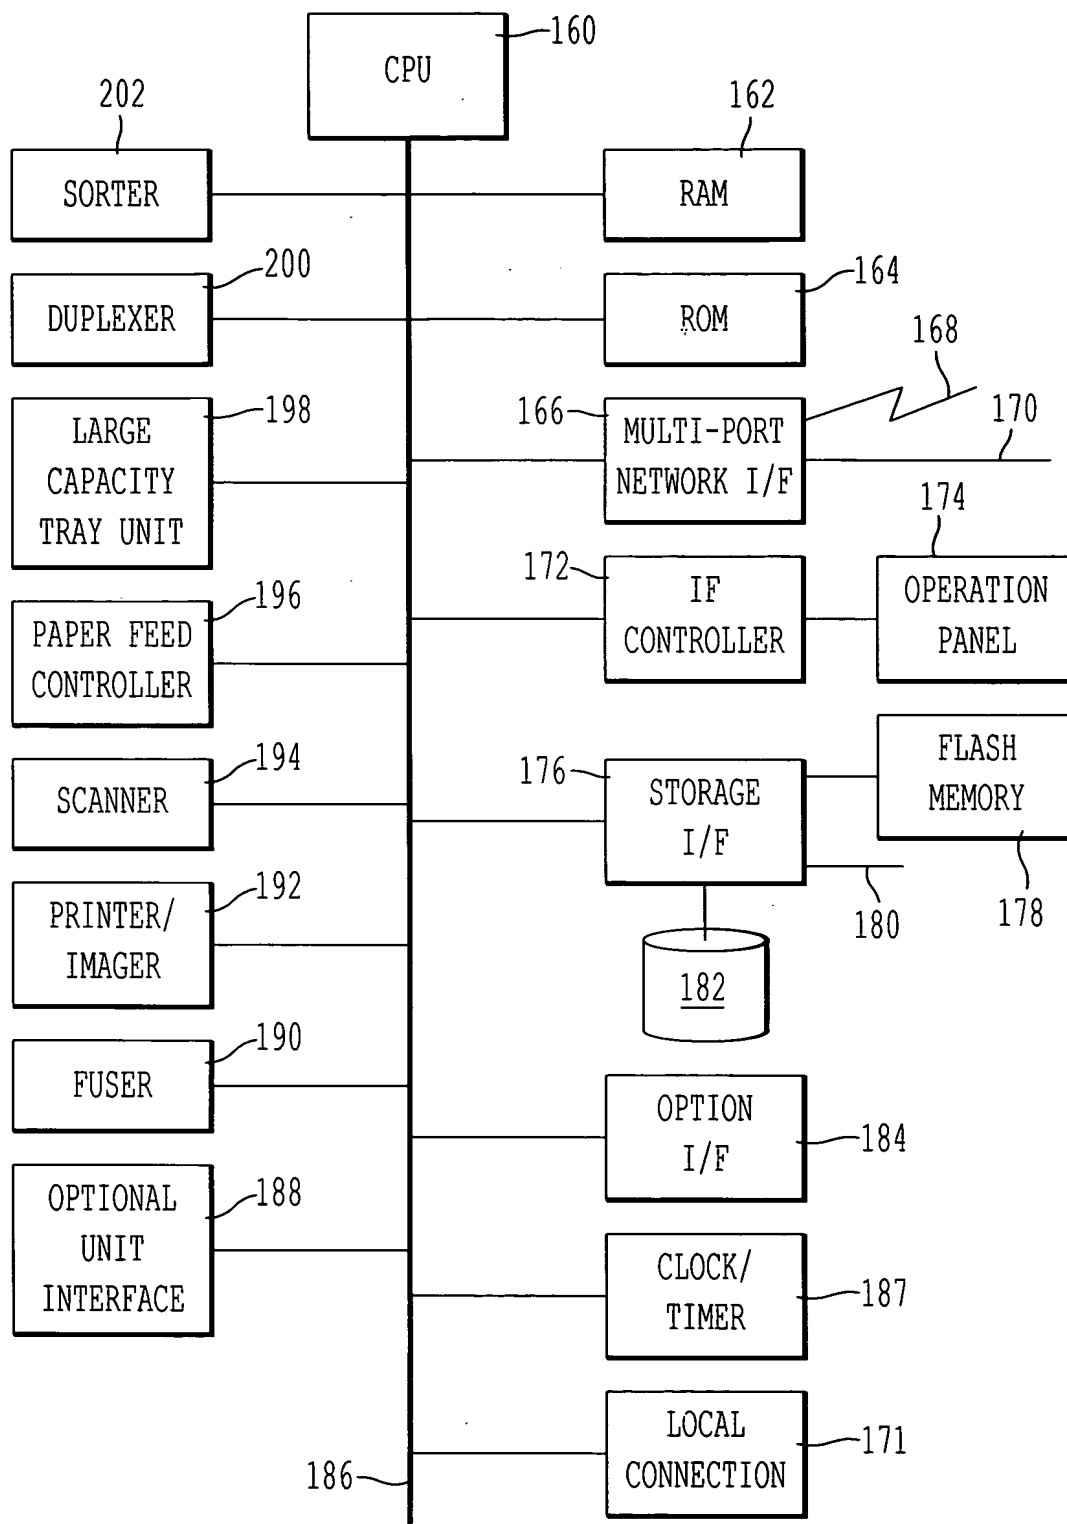 160
CPU
202
SORTER
162
RAM
200
DUPLEXER
164
ROM
198
LARGE
CAPACITY
TRAY UNIT
166
MULTI-PORT
NETWORK I/F
168
170
172
IF
CONTROLLER
174
OPERATION
PANEL
196
PAPER FEED
CONTROLLER
194
SCANNER
176
STORAGE
I/F
FLASH
MEMORY
178
180
182
192
PRINTER/
IMAGER
190
FUSER
OPTION
I/F
184
188
OPTIONAL
UNIT
INTERFACE
CLOCK/
TIMER
187
LOCAL
CONNECTION
171
186